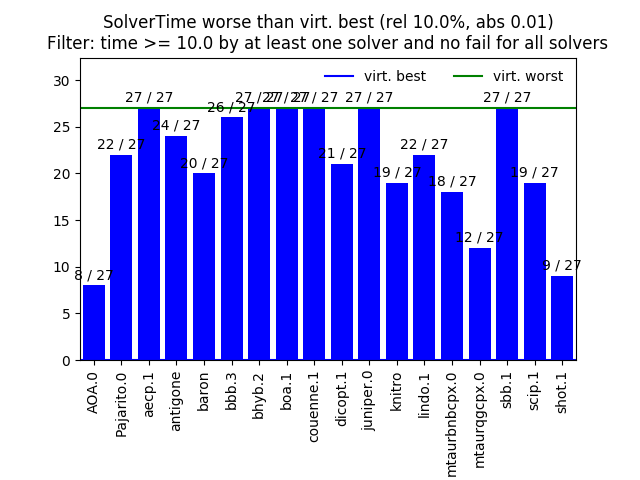 SolverTime worse than virt. best (rel 10.0%, abs 0.01)
Filter: time >= 10.0 by at least one solver and no fail for all solvers
virt. best
virt. worst
30
25
20
15
10
5
0
8 / 27
22 / 27
27 / 27
24 / 27
20 / 27
26 / 27
27 / 27
27 / 27
27 / 27
21 / 27
27 / 27
19 / 27
22 / 27
18 / 27
12 / 27
27 / 27
19 / 27
9 / 27
AOA.0
Pajarito.0
aecp.1
antigone
baron
bbb.3
bhyb.2
boa.1
couenne.1
dicopt.1
juniper.0
knitro
lindo.1
mtaurbnbcpx.0
mtaurqgcpx.0
sbb.1
scip.1
shot.1